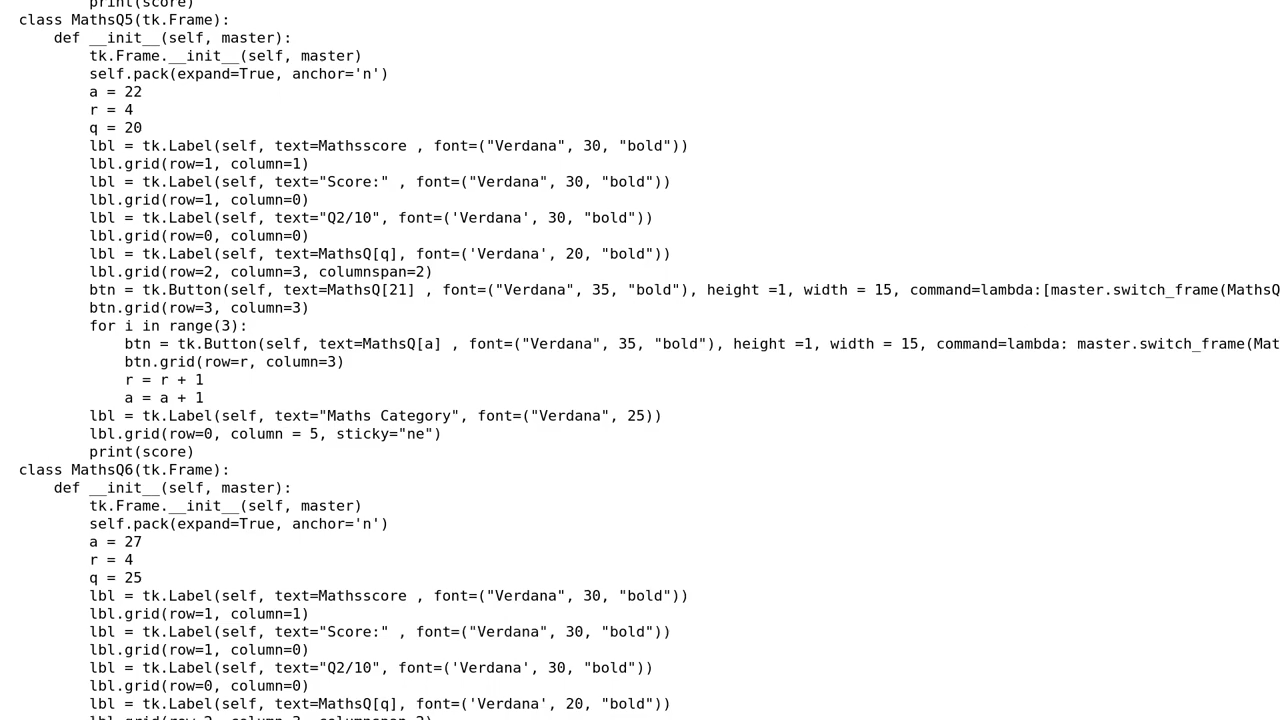 print(score)
class MathsQ5(tk.Frame):
    def __init__(self, master):
        tk.Frame.__init__(self, master)
        self.pack(expand=True, anchor='n')
        a = 22
        r = 4
        q = 20
        lbl = tk.Label(self, text=Mathsscore , font=("Verdana", 30, "bold"))
        lbl.grid(row=1, column=1)
        lbl = tk.Label(self, text="Score:" , font=("Verdana", 30, "bold"))
        lbl.grid(row=1, column=0)
        lbl = tk.Label(self, text="Q2/10", font=('Verdana', 30, "bold"))
        lbl.grid(row=0, column=0)
        lbl = tk.Label(self, text=MathsQ[q], font=('Verdana', 20, "bold"))
        lbl.grid(row=2, column=3, columnspan=2)
        btn = tk.Button(self, text=MathsQ[21] , font=("Verdana", 35, "bold"), height =1, width = 15, command=lambda:[master.switch_frame(MathsQ
        btn.grid(row=3, column=3)
        for i in range(3):
            btn = tk.Button(self, text=MathsQ[a] , font=("Verdana", 35, "bold"), height =1, width = 15, command=lambda: master.switch_frame(Mat
            btn.grid(row=r, column=3)
            r = r + 1
            a = a + 1
        lbl = tk.Label(self, text="Maths Category", font=("Verdana", 25))
        lbl.grid(row=0, column = 5, sticky="ne")
        print(score)
class MathsQ6(tk.Frame):
    def __init__(self, master):
        tk.Frame.__init__(self, master)
        self.pack(expand=True, anchor='n')
        a = 27
        r = 4
        q = 25
        lbl = tk.Label(self, text=Mathsscore , font=("Verdana", 30, "bold"))
        lbl.grid(row=1, column=1)
        lbl = tk.Label(self, text="Score:" , font=("Verdana", 30, "bold"))
        lbl.grid(row=1, column=0)
        lbl = tk.Label(self, text="Q2/10", font=('Verdana', 30, "bold"))
        lbl.grid(row=0, column=0)
        lbl = tk.Label(self, text=MathsQ[q], font=('Verdana', 20, "bold"))
        lbl.grid(row=2, column=3, columnspan=2)